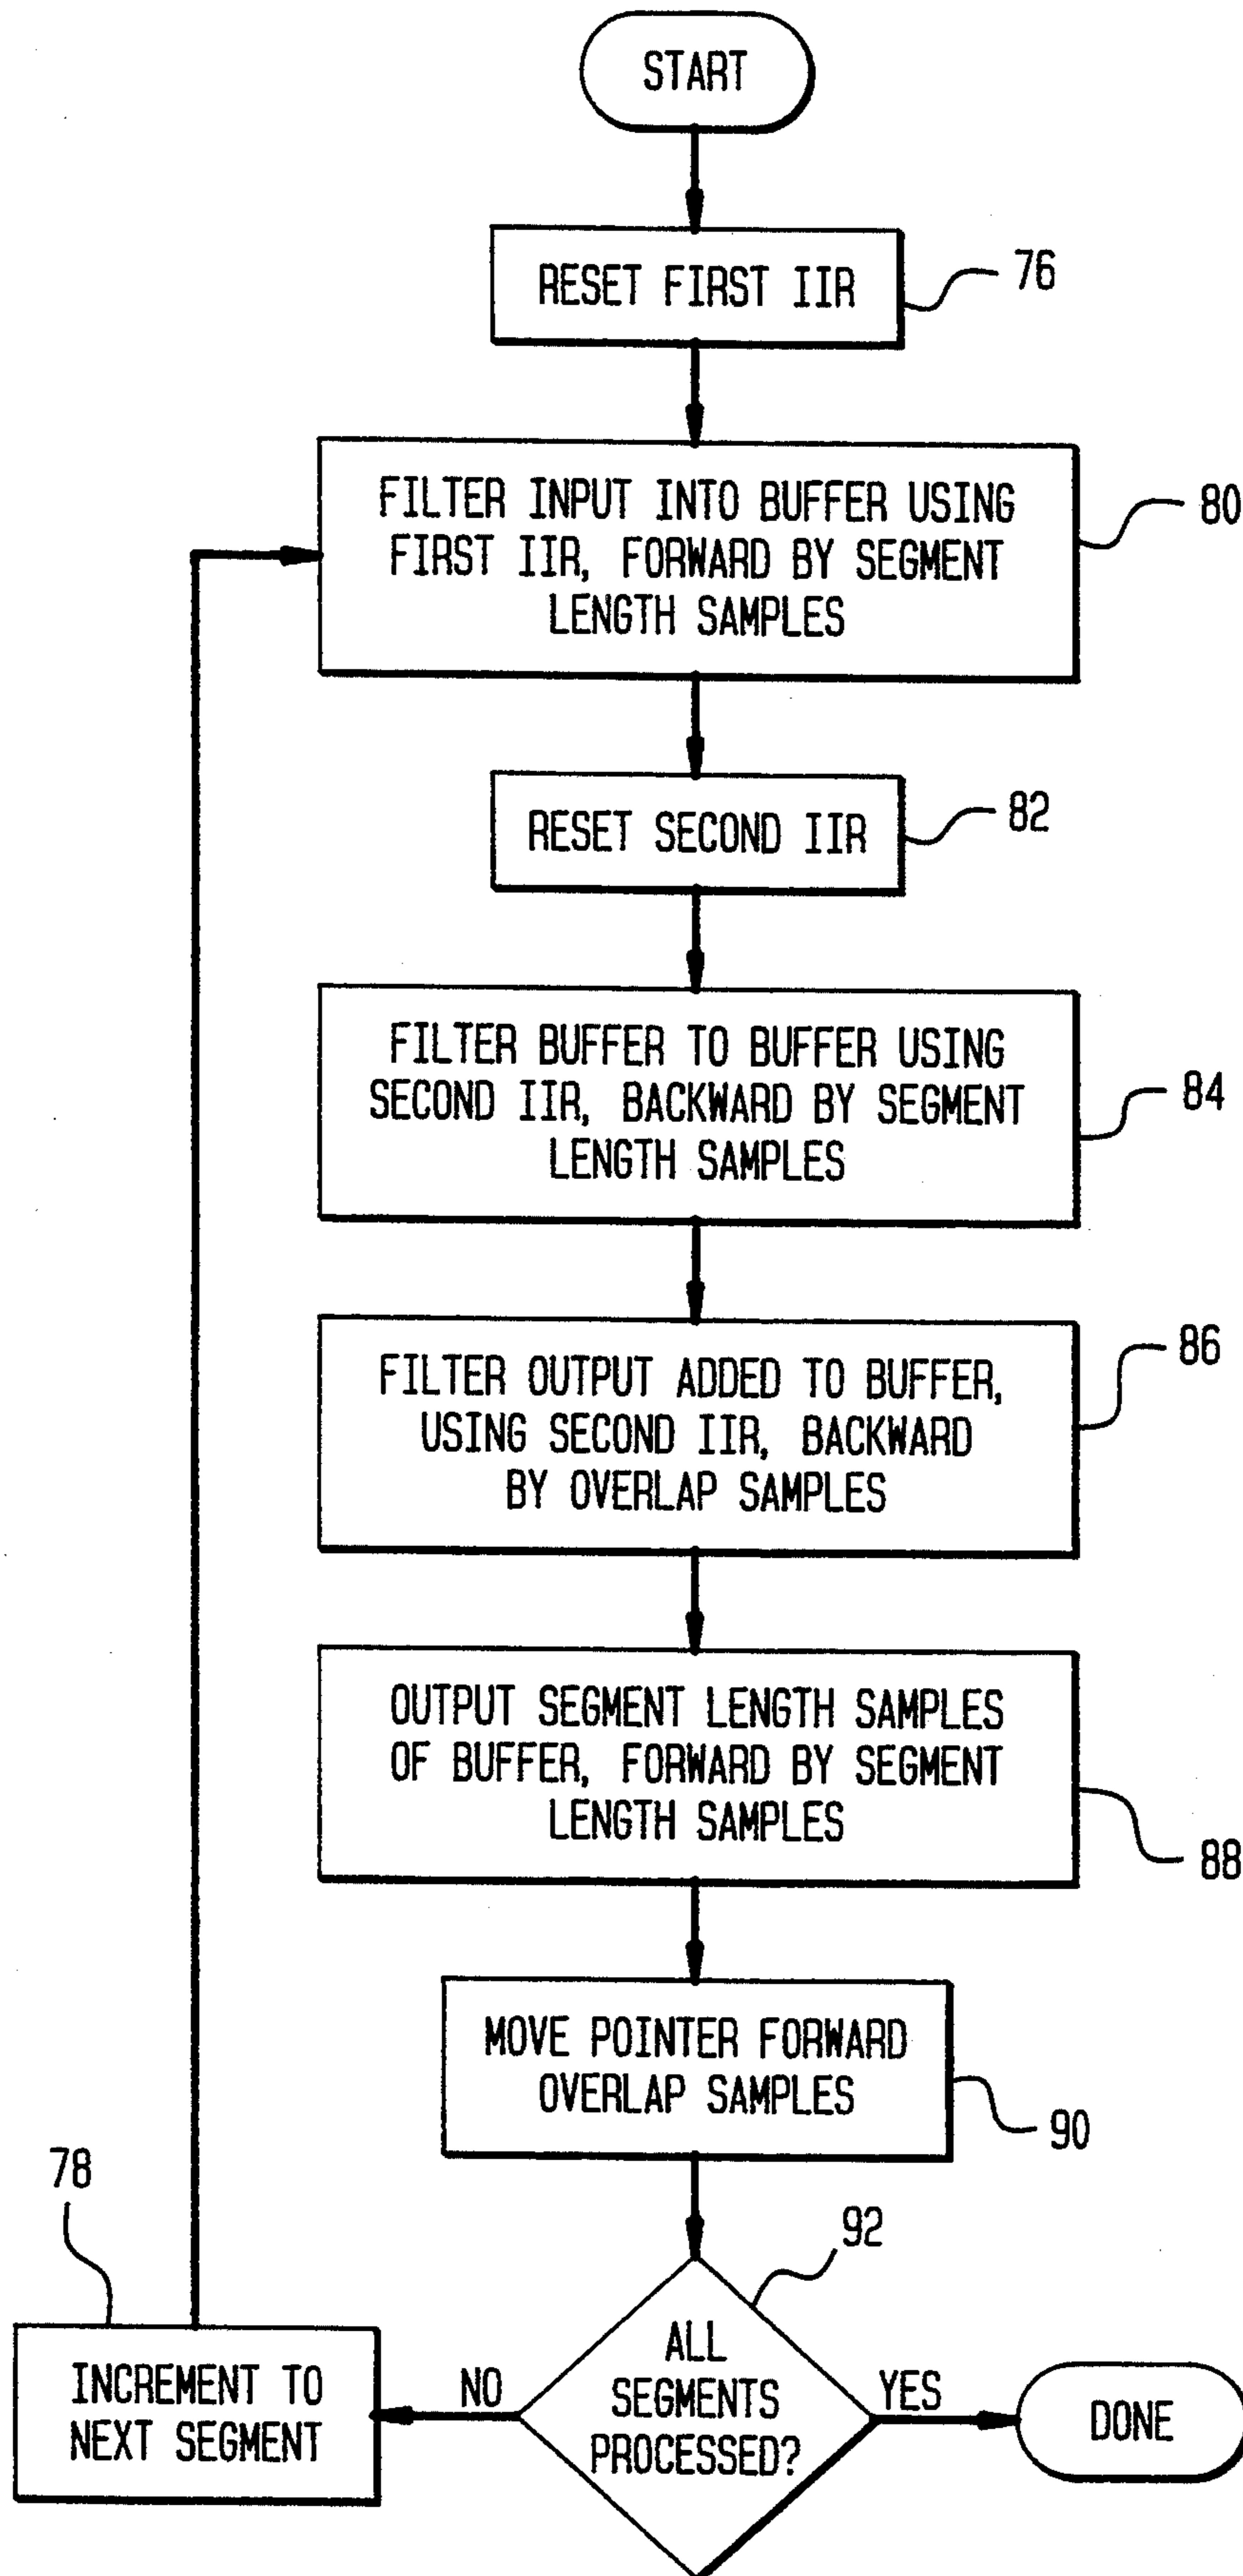 START
RESET FIRST IIR
76
FILTER INPUT INTO BUFFER USING
FIRST IIR, FORWARD BY SEGMENT
LENGTH SAMPLES
80
RESET SECOND IIR
82
FILTER BUFFER TO BUFFER USING
SECOND IIR, BACKWARD BY SEGMENT
LENGTH SAMPLES
84
FILTER OUTPUT ADDED TO BUFFER,
USING SECOND IIR, BACKWARD
BY OVERLAP SAMPLES
86
OUTPUT SEGMENT LENGTH SAMPLES
OF BUFFER, FORWARD BY SEGMENT
LENGTH SAMPLES
88
MOVE POINTER FORWARD
OVERLAP SAMPLES
90
78
92
INCREMENT TO
NEXT SEGMENT
NO
ALL
SEGMENTS
PROCESSED?
YES
DONE